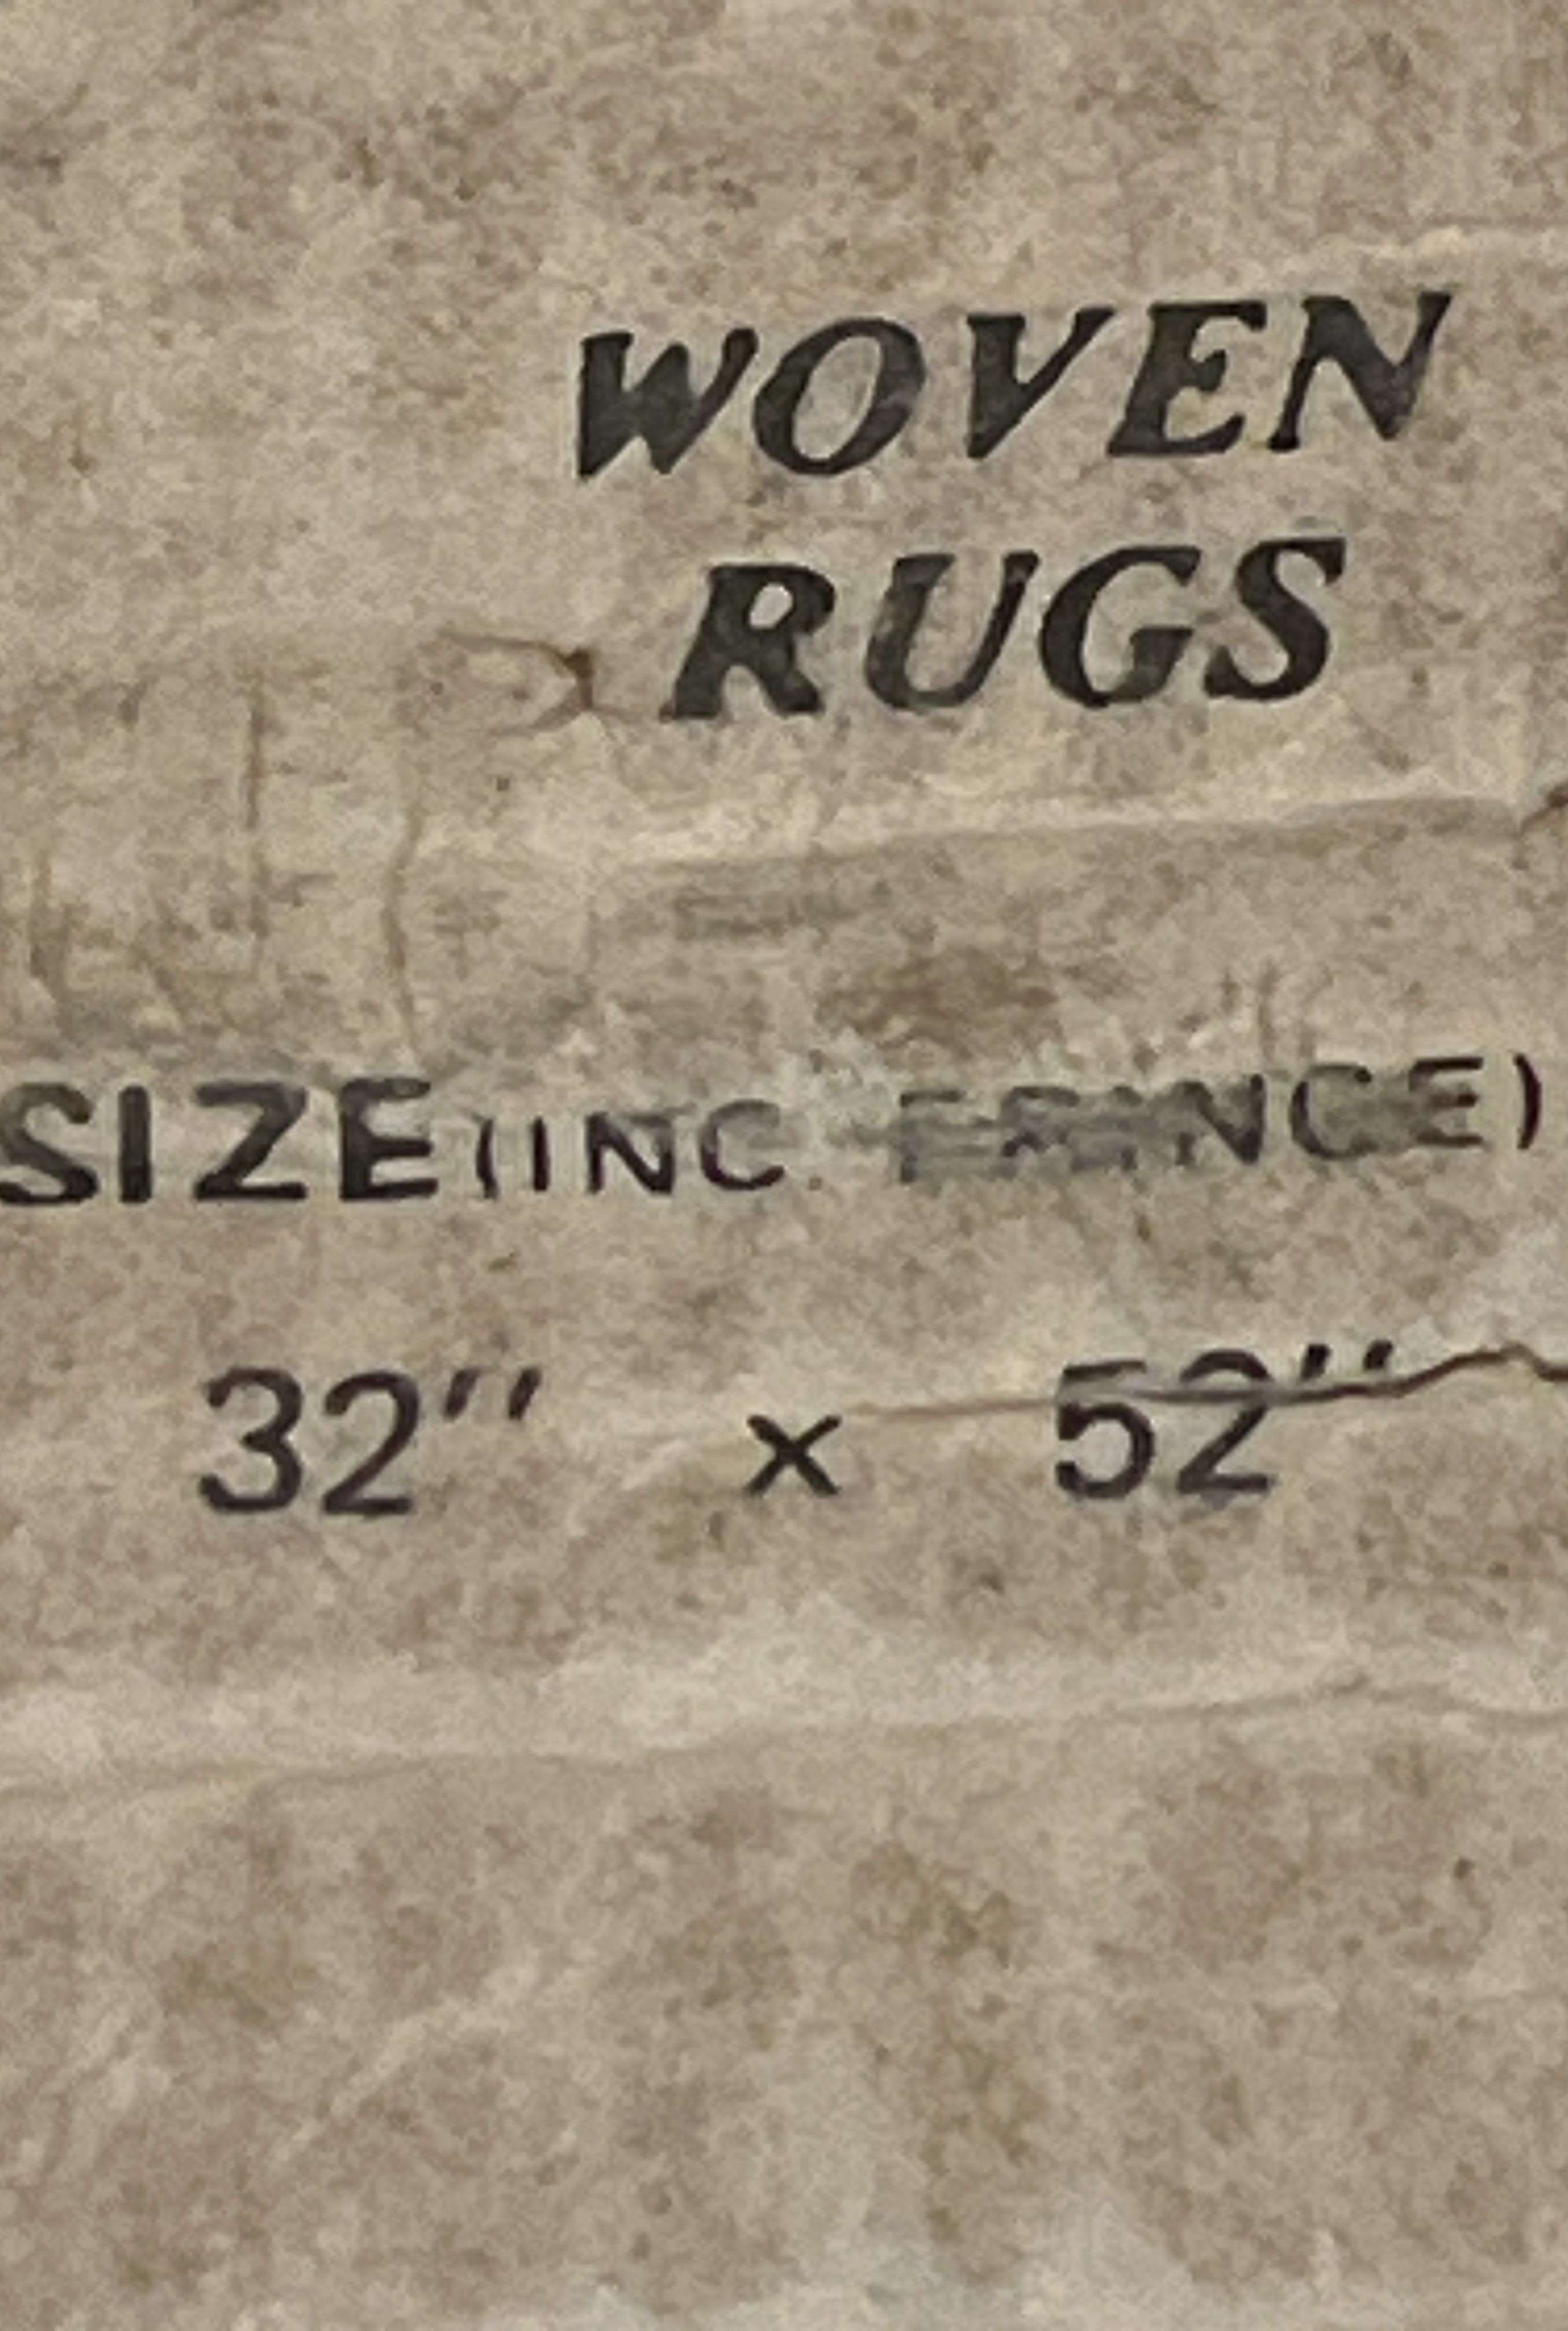 WOVEN
RUGS
SIZE (INC. FRINGE)
32" x 52"